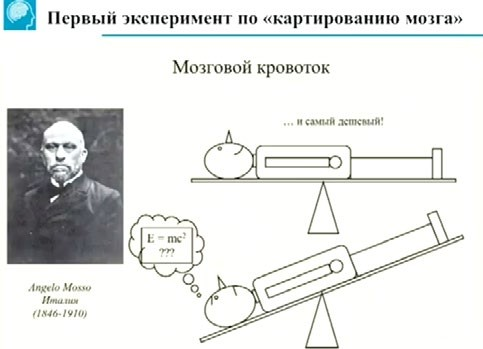 Первый эксперимент по «картированию мозга»
Мозговой кровоток
... и самый дешевый!
E = mc²
???
Angelo Mosso
Италия
(1846-1910)